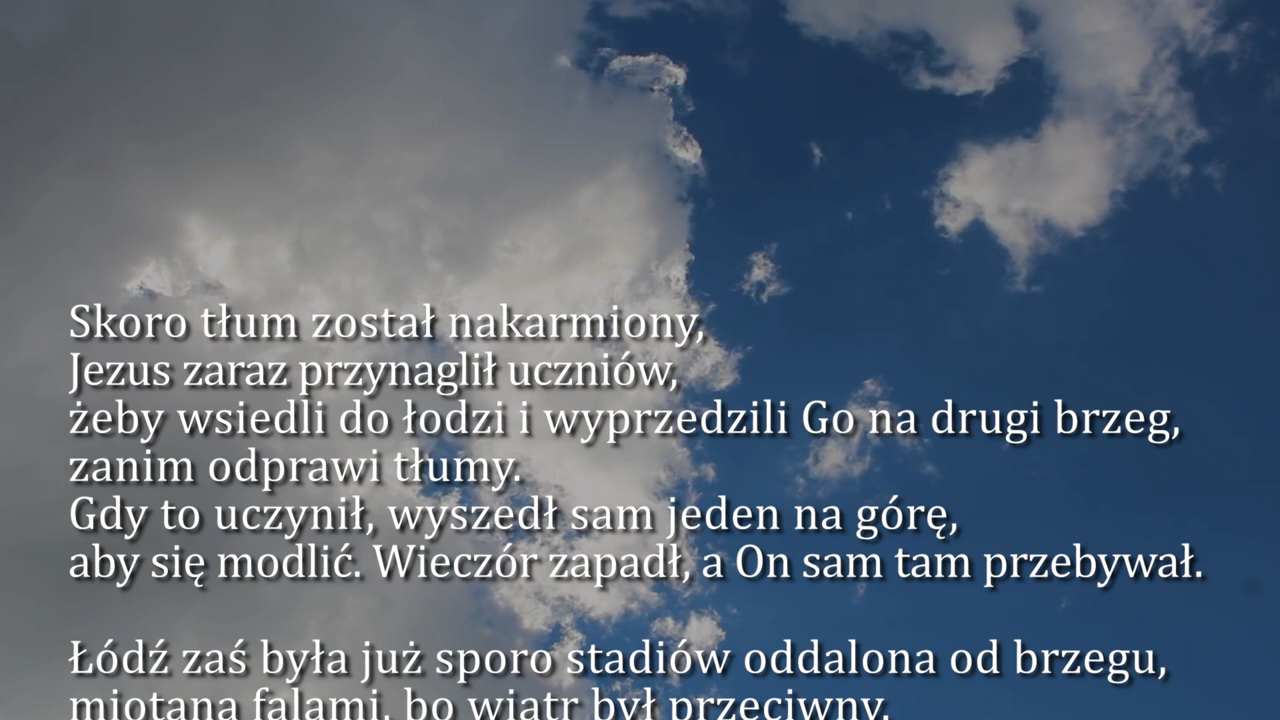 Skoro tłum został nakarmiony,
Jezus zaraz przynaglił uczniów,
żeby wsiedli do łodzi i wyprzedzili Go na drugi brzeg,
zanim odprawi tłumy.
Gdy to uczynił, wyszedł sam jeden na górę,
aby się modlić. Wieczór zapadł, a On sam tam przebywał.
Łódź zaś była już sporo stadiów oddalona od brzegu,
miotana falami, bo wiatr był przeciwny.